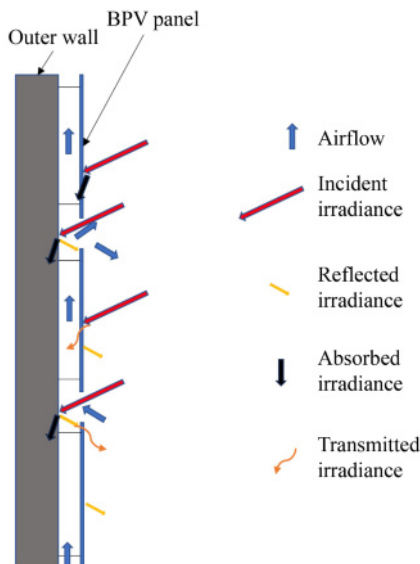 BPV panel
Outer wall
Airflow
Incident
irradiance
Reflected
irradiance
Absorbed
irradiance
Transmitted
irradiance